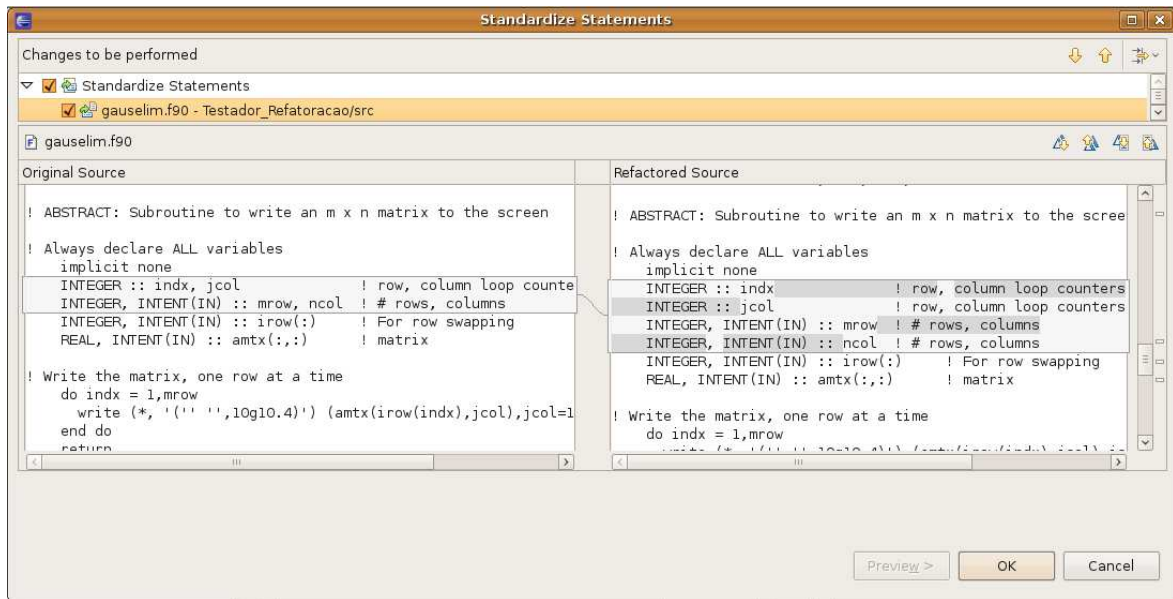 Standardize Statements
Changes to be performed
Standardize Statements
gauselim.f90 - Testador_Refatoracao/src
gauselim.f90
Original Source
! ABSTRACT: Subroutine to write an m x n matrix to the screen
! Always declare ALL variables
implicit none
INTEGER :: indx, jcol ! row, column loop counte
INTEGER, INTENT(IN) :: mrow, ncol ! # rows, columns
INTEGER, INTENT(IN) :: irow(:) ! For row swapping
REAL, INTENT(IN) :: amtx(:,:) ! matrix
! Write the matrix, one row at a time
do indx = 1,mrow
write (*, '('' '',10g10.4)') (amtx(irow(indx),jcol),jcol=1
end do
return
Refactored Source
! ABSTRACT: Subroutine to write an m x n matrix to the scree
! Always declare ALL variables
implicit none
INTEGER :: indx ! row, column loop counters
INTEGER :: jcol ! row, column loop counters
INTEGER, INTENT(IN) :: mrow ! # rows, columns
INTEGER, INTENT(IN) :: ncol ! # rows, columns
INTEGER, INTENT(IN) :: irow(:) ! For row swapping
REAL, INTENT(IN) :: amtx(:,:) ! matrix
! Write the matrix, one row at a time
do indx = 1,mrow
Preview >
OK
Cancel